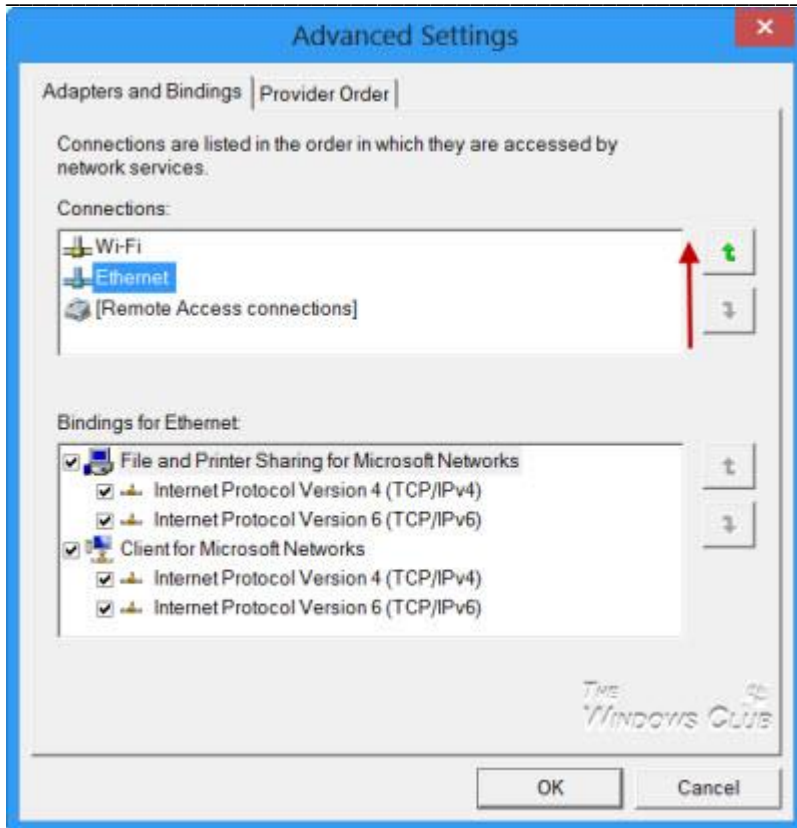 Advanced Settings
Adapters and Bindings Provider Order
Connections are listed in the order in which they are accessed by
network services.
Connections:
Wi-Fi
Ethernet
[Remote Access connections]
Bindings for Ethernet:
File and Printer Sharing for Microsoft Networks
Internet Protocol Version 4 (TCP/IPv4)
Internet Protocol Version 6 (TCP/IPv6)
Client for Microsoft Networks
Internet Protocol Version 4 (TCP/IPv4)
Internet Protocol Version 6 (TCP/IPv6)
THE
WINDOWS CLUB
OK Cancel